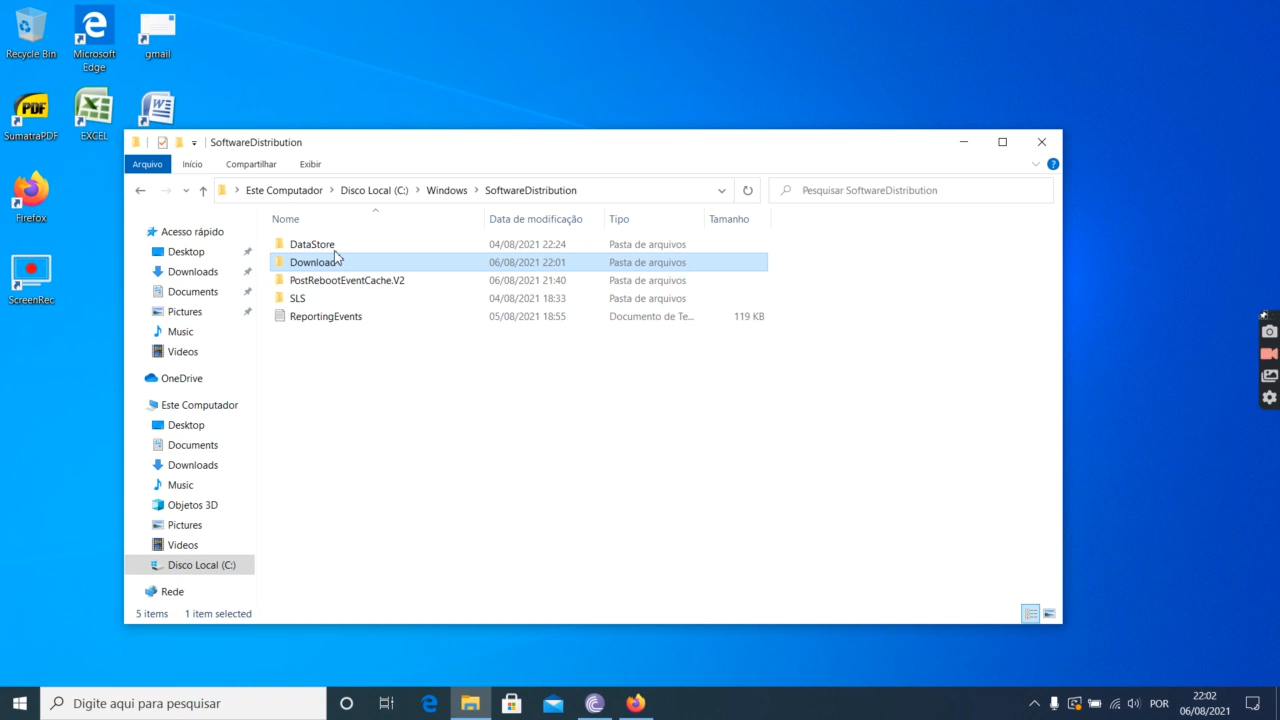 Recycle Bin
Microsoft Edge
gmail
PDF
SumatraPDF
EXCEL
Firefox
ScreenRec
SoftwareDistribution
Arquivo Início Compartilhar Exibir
Este Computador Disco Local (C:) Windows SoftwareDistribution
Pesquisar SoftwareDistribution
Nome Data de modificação Tipo Tamanho
DataStore 04/08/2021 22:24 Pasta de arquivos
Download 06/08/2021 22:01 Pasta de arquivos
PostRebootEventCache.V2 06/08/2021 21:40 Pasta de arquivos
SLS 04/08/2021 18:33 Pasta de arquivos
ReportingEvents 05/08/2021 18:55 Documento de Te... 119 KB
Acesso rápido
Desktop
Downloads
Documents
Pictures
Music
Videos
OneDrive
Este Computador
Desktop
Documents
Downloads
Music
Objetos 3D
Pictures
Videos
Disco Local (C:)
Rede
5 items 1 item selected
Digite aqui para pesquisar
POR
22:02
06/08/2021